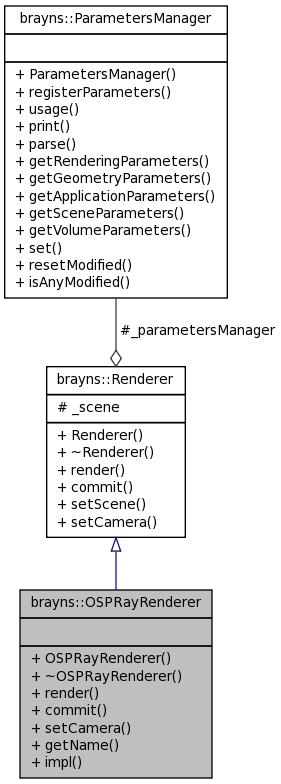 brayns::ParametersManager
+ ParametersManager()
+ registerParameters()
+ usage()
+ print()
+ parse()
+ getRenderingParameters()
+ getGeometryParameters()
+ getApplicationParameters()
+ getSceneParameters()
+ getVolumeParameters()
+ set()
+ resetModified()
+ isAnyModified()
#_parametersManager
brayns::Renderer
# _scene
+ Renderer()
+ ~Renderer()
+ render()
+ commit()
+ setScene()
+ setCamera()
brayns::OSPRayRenderer
+ OSPRayRenderer()
+ ~OSPRayRenderer()
+ render()
+ commit()
+ setCamera()
+ getName()
+ impl()